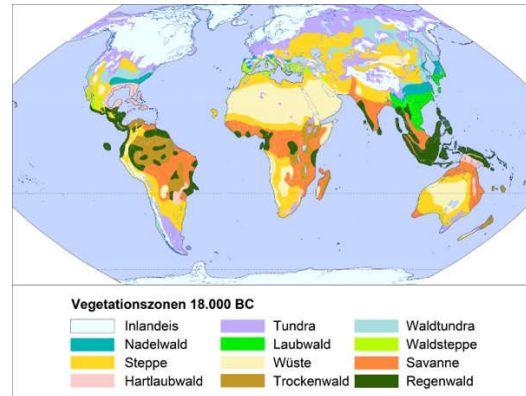 Vegetationszonen 18.000 BC
Inlandeis Tundra Waldtundra
Nadelwald Laubwald Waldsteppe
Steppe Wüste Savanne
Hartlaubwald Trockenwald Regenwald